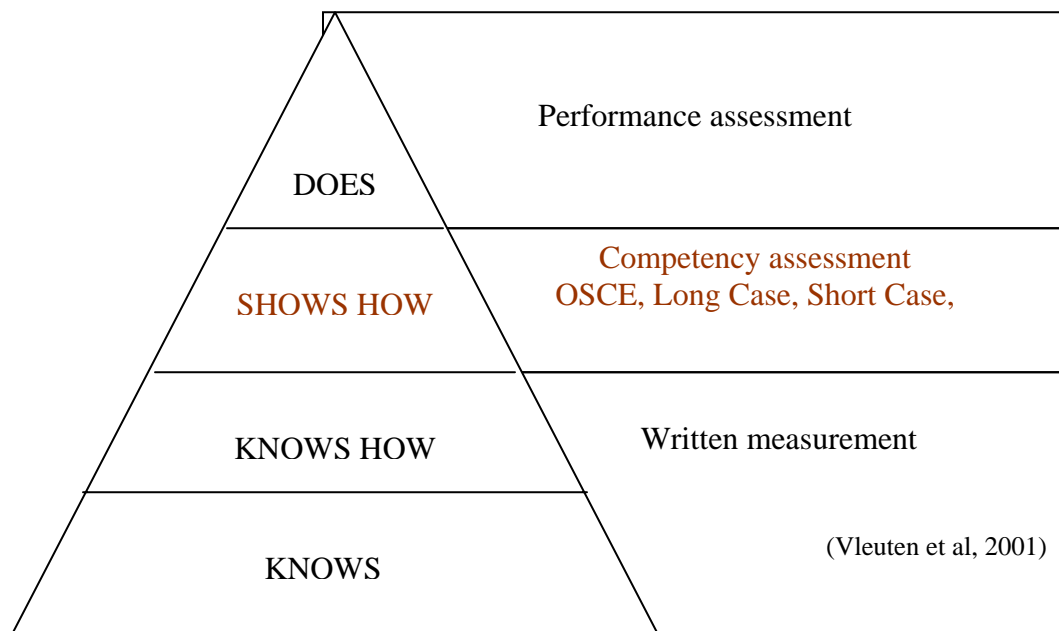 Performance assessment
DOES
Competency assessment
OSCE, Long Case, Short Case,
SHOWS HOW
Written measurement
KNOWS HOW
(Vleuten et al, 2001)
KNOWS